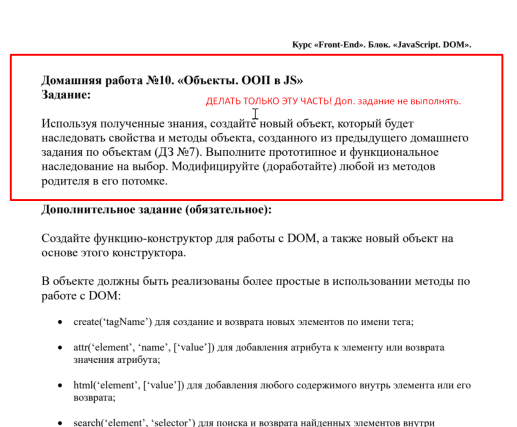 Курс «Front-End». Блок. «JavaScript. DOM».
Домашняя работа №10. «Объекты. ООП в JS»
Задание:
ДЕЛАТЬ ТОЛЬКО ЭТУ ЧАСТЬ! Доп. задание не выполнять.
Используя полученные знания, создайте новый объект, который будет
наследовать свойства и методы объекта, созданного из предыдущего домашнего
задания по объектам (ДЗ №7). Выполните прототипное и функциональное
наследование на выбор. Модифицируйте (доработайте) любой из методов
родителя в его потомке.
Дополнительное задание (обязательное):
Создайте функцию-конструктор для работы с DOM, а также новый объект на
основе этого конструктора.
В объекте должны быть реализованы более простые в использовании методы по
работе с DOM:
• create(‘tagName’) для создания и возврата новых элементов по имени тега;
• attr(‘element’, ‘name’, [‘value’]) для добавления атрибута к элементу или возврата
значения атрибута;
• html(‘element’, [‘value’]) для добавления любого содержимого внутрь элемента или его
возврата;
• search(‘element’, ‘selector’) для поиска и возврата найденных элементов внутри